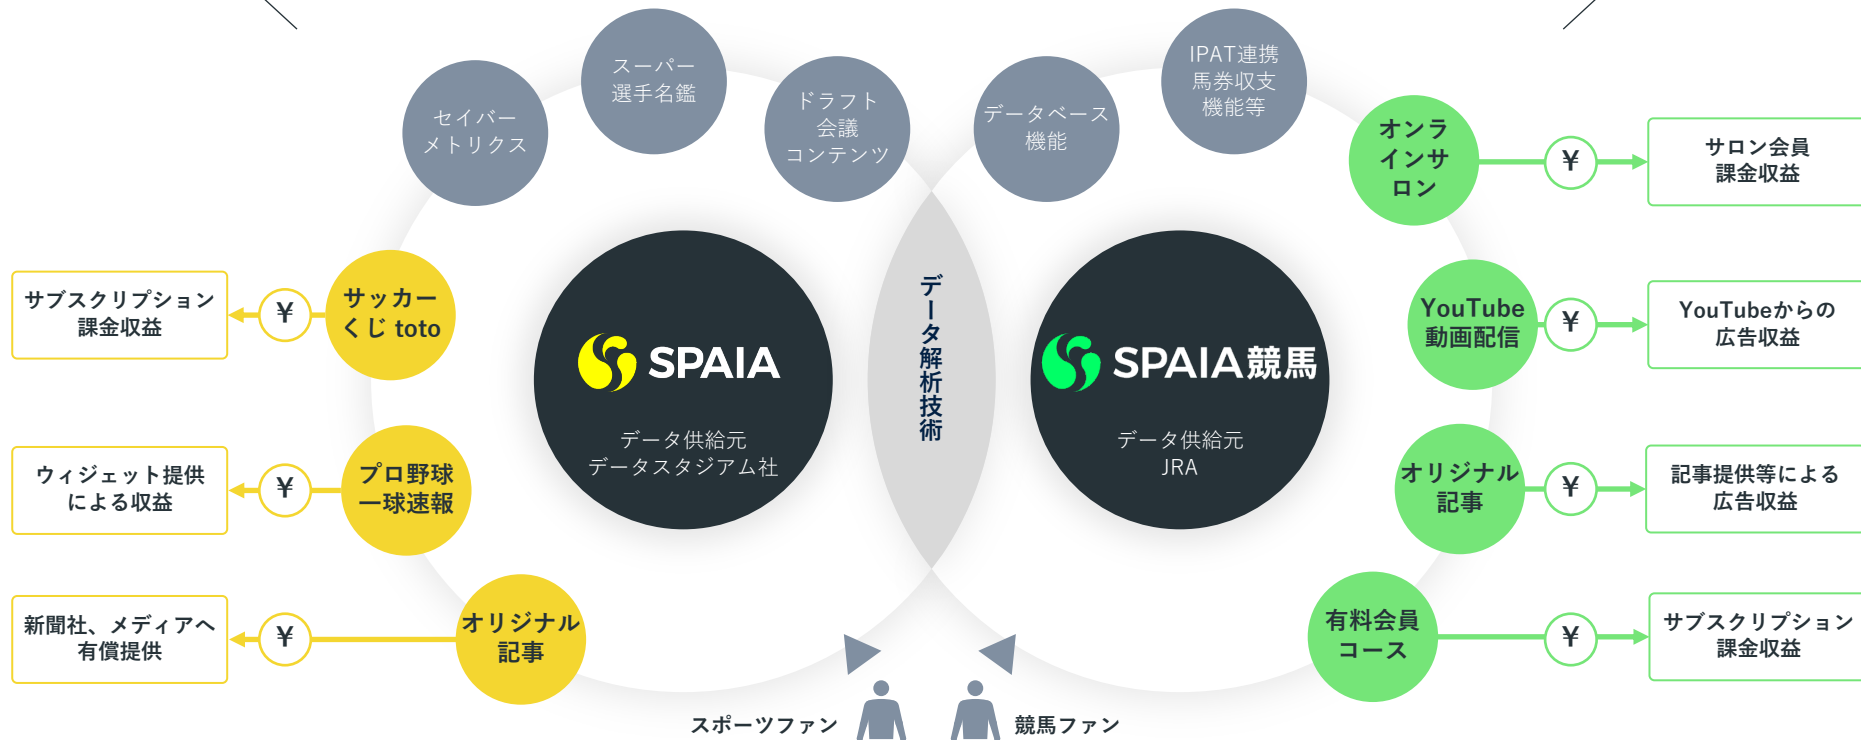 スーパー
選手名鑑
セイバー
メトリクス
ドラフト
会議
コンテンツ
データベース
機能
IPAT連携
馬券収支
機能等
オンラ
インサ
ロン
¥
サロン会員
課金収益
サブスクリプション
課金収益
¥
サッカー
くじ toto
SPAIA
データ供給元
データスタジアム社
データ解析技術
SPAIA競馬
データ供給元
JRA
YouTube
動画配信
¥
YouTubeからの
広告収益
ウィジェット提供
による収益
¥
プロ野球
一球速報
オリジナル
記事
¥
記事提供等による
広告収益
新聞社、メディアへ
有償提供
¥
オリジナル
記事
有料会員
コース
¥
サブスクリプション
課金収益
スポーツファン
競馬ファン